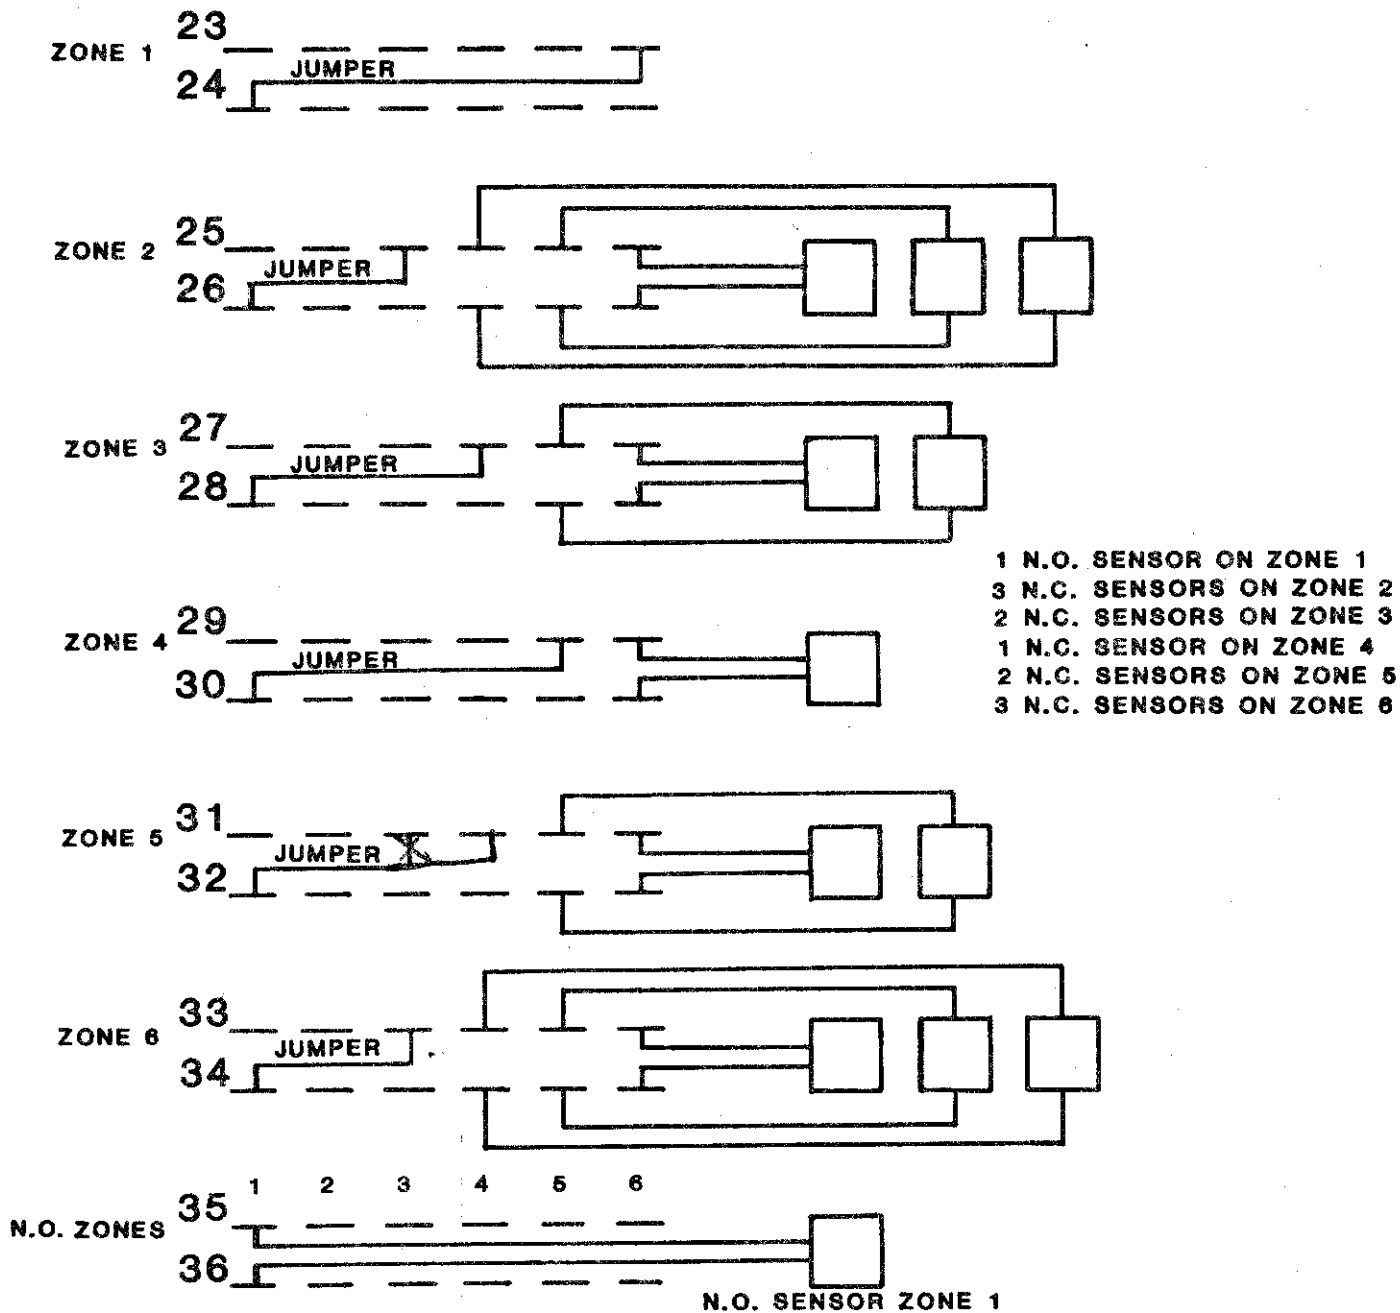 23
ZONE 1
JUMPER
24
25
ZONE 2
JUMPER
26
27
ZONE 3
JUMPER
28
1 N.O. SENSOR ON ZONE 1
3 N.C. SENSORS ON ZONE 2
2 N.C. SENSORS ON ZONE 3
1 N.C. SENSOR ON ZONE 4
2 N.C. SENSORS ON ZONE 5
3 N.C. SENSORS ON ZONE 6
29
ZONE 4
JUMPER
30
31
ZONE 5
JUMPER
32
33
ZONE 6
JUMPER
34
1 2 3 4 5 6
35
N.O. ZONES
36
N.O. SENSOR ZONE 1